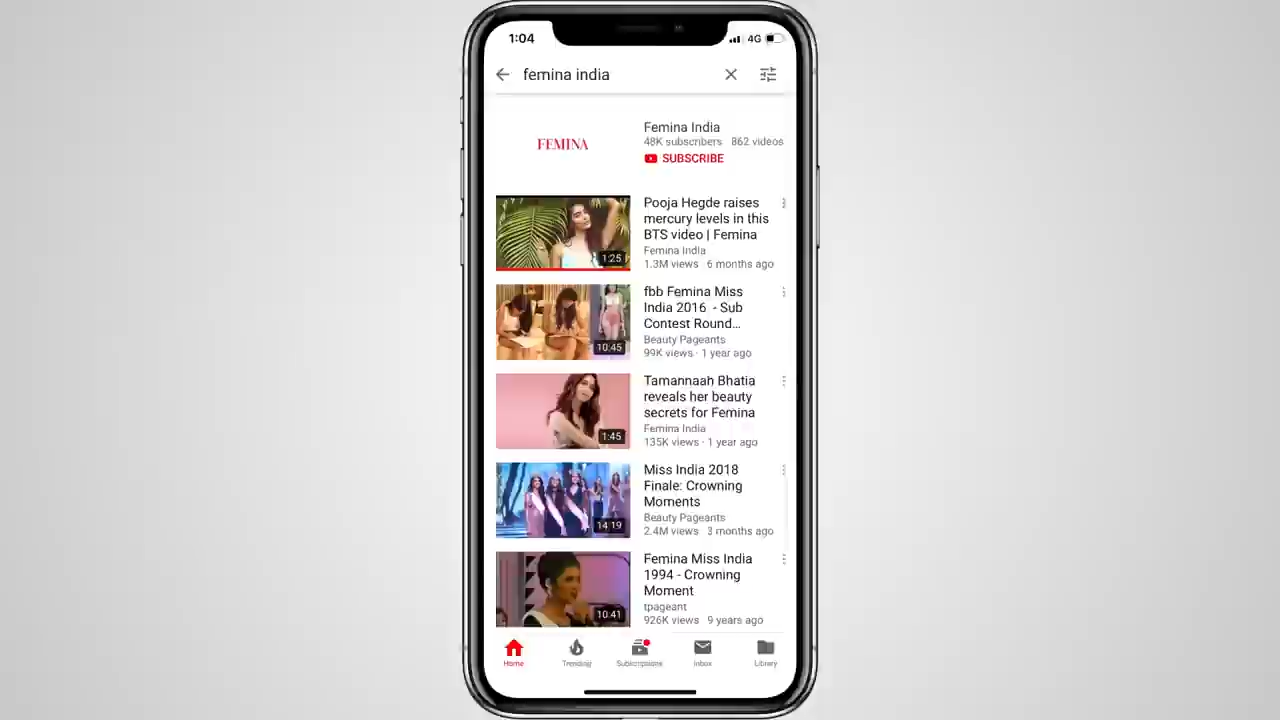 1:04
4G
femina india
FEMINA
Femina India
48K subscribers 862 videos
SUBSCRIBE
Pooja Hegde raises
mercury levels in this
BTS video | Femina
Femina India
1.3M views 6 months ago
1:25
fbb Femina Miss
India 2016 - Sub
Contest Round...
Beauty Pageants
99K views · 1 year ago
10:45
Tamannaah Bhatia
reveals her beauty
secrets for Femina
Femina India
135K views · 1 year ago
1:45
Miss India 2018
Finale: Crowning
Moments
Beauty Pageants
2.4M views 3 months ago
14:19
Femina Miss India
1994 - Crowning
Moment
tpageant
926K views 9 years ago
10:41
Home
Trending
Subscriptions
Inbox
Library